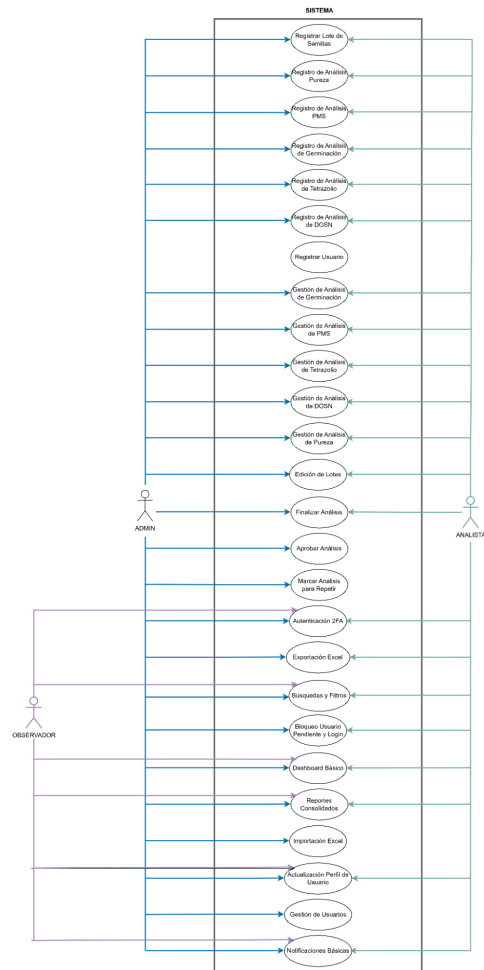 SISTEMA
Registrar Lote de
Semillas
Registro de Análisis
Pureza
Registro de Análisis
PMS
Registro de Análisis
de Germinación
Registro de Análisis
de Tetrazolio
Registro de Análisis
de DOSN
Registrar Usuario
Gestión de Análisis
de Germinación
Gestión de Análisis
de PMS
Gestión de Análisis
de Tetrazolio
Gestión de Análisis
de DOSN
Gestión de Análisis
de Pureza
Edición de Lotes
ADMIN
Finalizar Análisis
ANALISTA
Aprobar Análisis
Marcar Análisis
para Repetir
Autenticación 2FA
Exportación Excel
Búsquedas y Filtros
OBSERVADOR
Bloqueo Usuario
Pendiente y Login
Dashboard Básico
Reportes
Consolidados
Importación Excel
Actualización Perfil de
Usuario
Gestión de Usuarios
Notificaciones Básicas